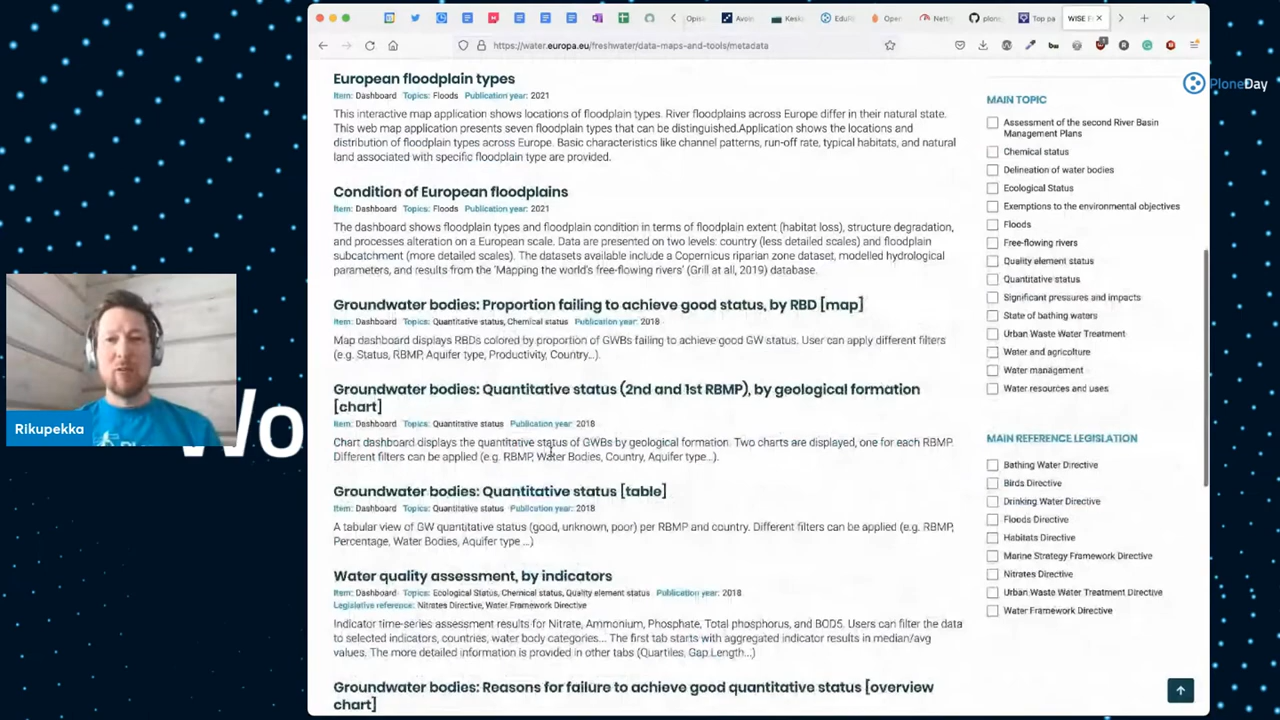 Opis
Avoin
Kesk
EduR
Open
Nett
plone
Top pa
WISE F
https://water.europa.eu/freshwater/data-maps-and-tools/metadata
European floodplain types
Item: Dashboard Topics: Floods Publication year: 2021
This interactive map application shows locations of floodplain types. River floodplains across Europe differ in their natural state.
This web map application presents seven floodplain types that can be distinguished.Application shows the locations and
distribution of floodplain types across Europe. Basic characteristics like channel patterns, run-off rate, typical habitats, and natural
land associated with specific floodplain type are provided.
Condition of European floodplains
Item: Dashboard Topics: Floods Publication year: 2021
The dashboard shows floodplain types and floodplain condition in terms of floodplain extent (habitat loss), structure degradation,
and processes alteration on a European scale. Data are presented on two levels: country (less detailed scales) and floodplain
subcatchment (more detailed scales). The datasets available include a Copernicus riparian zone dataset, modelled hydrological
parameters, and results from the 'Mapping the world's free-flowing rivers' (Grill at all, 2019) database.
Groundwater bodies: Proportion failing to achieve good status, by RBD [map]
Item: Dashboard Topics: Quantitative status, Chemical status Publication year: 2018
Map dashboard displays RBDs colored by proportion of GWBs failing to achieve good GW status. User can apply different filters
(e.g. Status, RBMP, Aquifer type, Productivity, Country...).
Groundwater bodies: Quantitative status (2nd and 1st RBMP), by geological formation
[chart]
Item: Dashboard Topics: Quantitative status Publication year: 2018
Chart dashboard displays the quantitative status of GWBs by geological formation. Two charts are displayed, one for each RBMP.
Different filters can be applied (e.g. RBMP, Water Bodies, Country, Aquifer type...).
Groundwater bodies: Quantitative status [table]
Item: Dashboard Topics: Quantitative status Publication year: 2018
A tabular view of GW quantitative status (good, unknown, poor) per RBMP and country. Different filters can be applied (e.g. RBMP,
Percentage, Water Bodies, Aquifer type ...)
Water quality assessment, by indicators
Item: Dashboard Topics: Ecological Status, Chemical status, Quality element status Publication year: 2018
Legislative reference: Nitrates Directive, Water Framework Directive
Indicator time-series assessment results for Nitrate, Ammonium, Phosphate, Total phosphorus, and BOD5. Users can filter the data
to selected indicators, countries, water body categories... The first tab starts with aggregated indicator results in median/avg
values. The more detailed information is provided in other tabs (Quartiles, Gap Length...)
Groundwater bodies: Reasons for failure to achieve good quantitative status [overview
chart]
MAIN TOPIC
Assessment of the second River Basin
Management Plans
Chemical status
Delineation of water bodies
Ecological Status
Exemptions to the environmental objectives
Floods
Free-flowing rivers
Quality element status
Quantitative status
Significant pressures and impacts
State of bathing waters
Urban Waste Water Treatment
Water and agriculture
Water management
Water resources and uses
MAIN REFERENCE LEGISLATION
Bathing Water Directive
Birds Directive
Drinking Water Directive
Floods Directive
Habitats Directive
Marine Strategy Framework Directive
Nitrates Directive
Urban Waste Water Treatment Directive
Water Framework Directive
PloneDay
Wo
Rikupekka